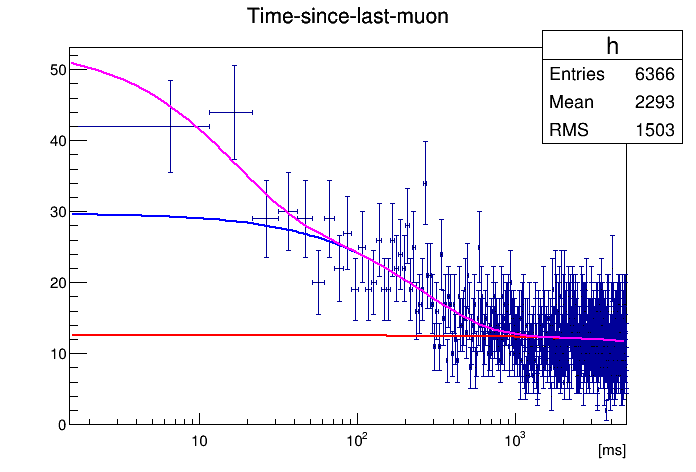 Time-since-last-muon
h
Entries 6366
Mean 2293
RMS 1503
50
40
30
20
10
0
10 10² 10³
[ms]